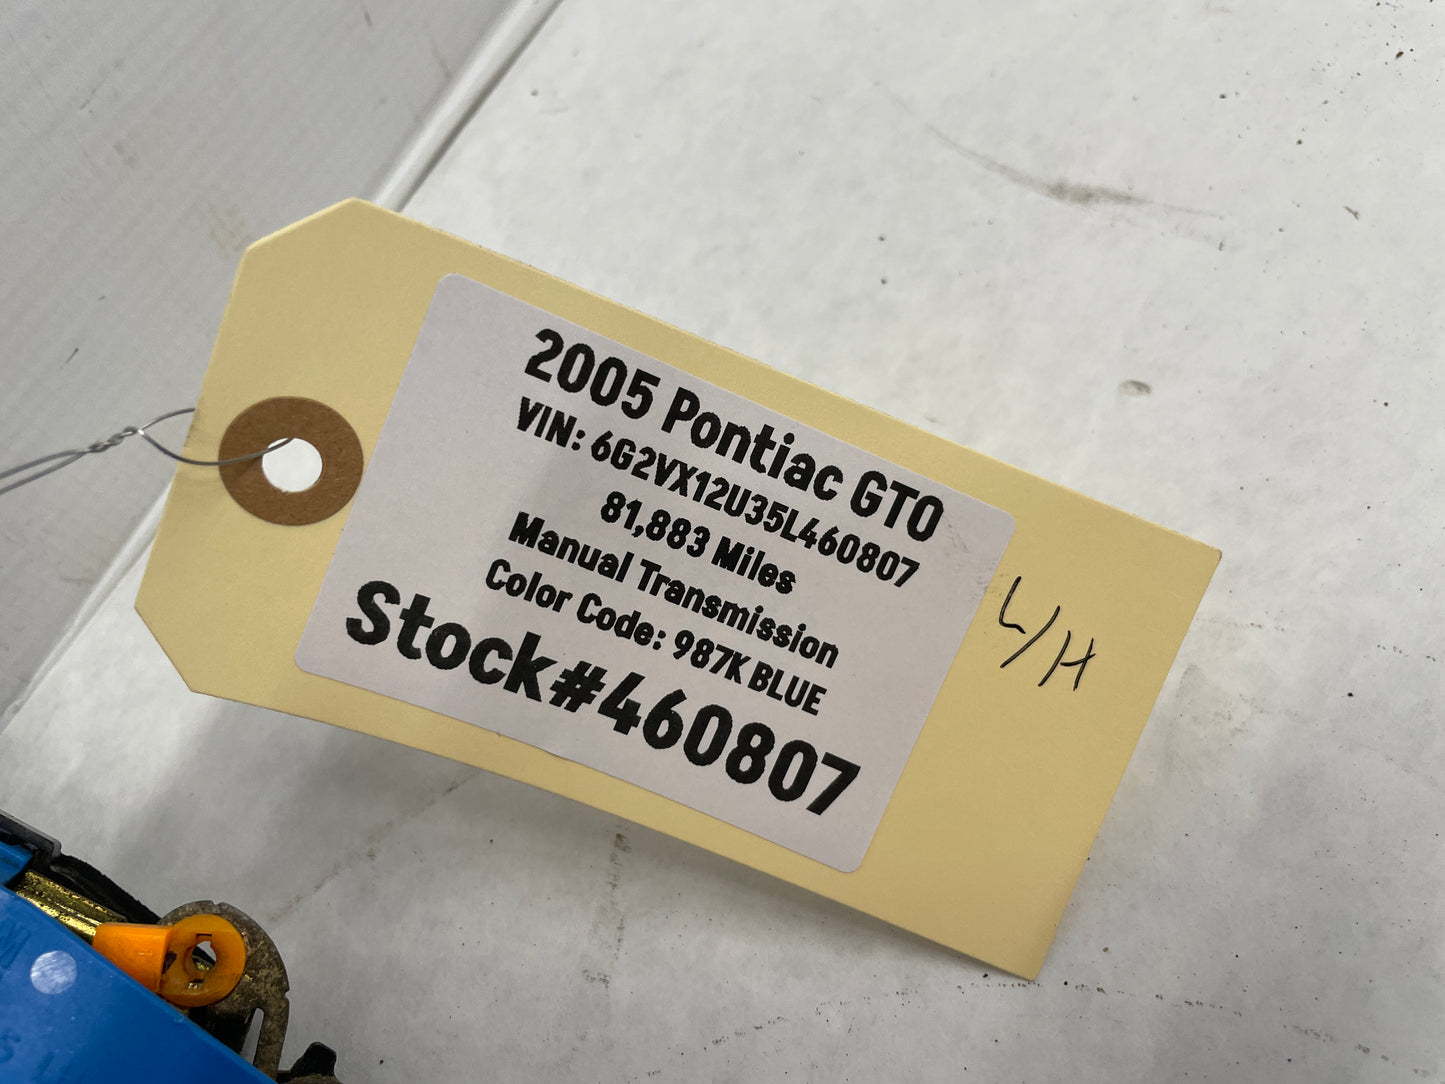 2005 Pontiac GTO
VIN: 6G2VX12U35L460807
81,883 Miles
Manual Transmission
Color Code: 987K BLUE
Stock#460807
L/H